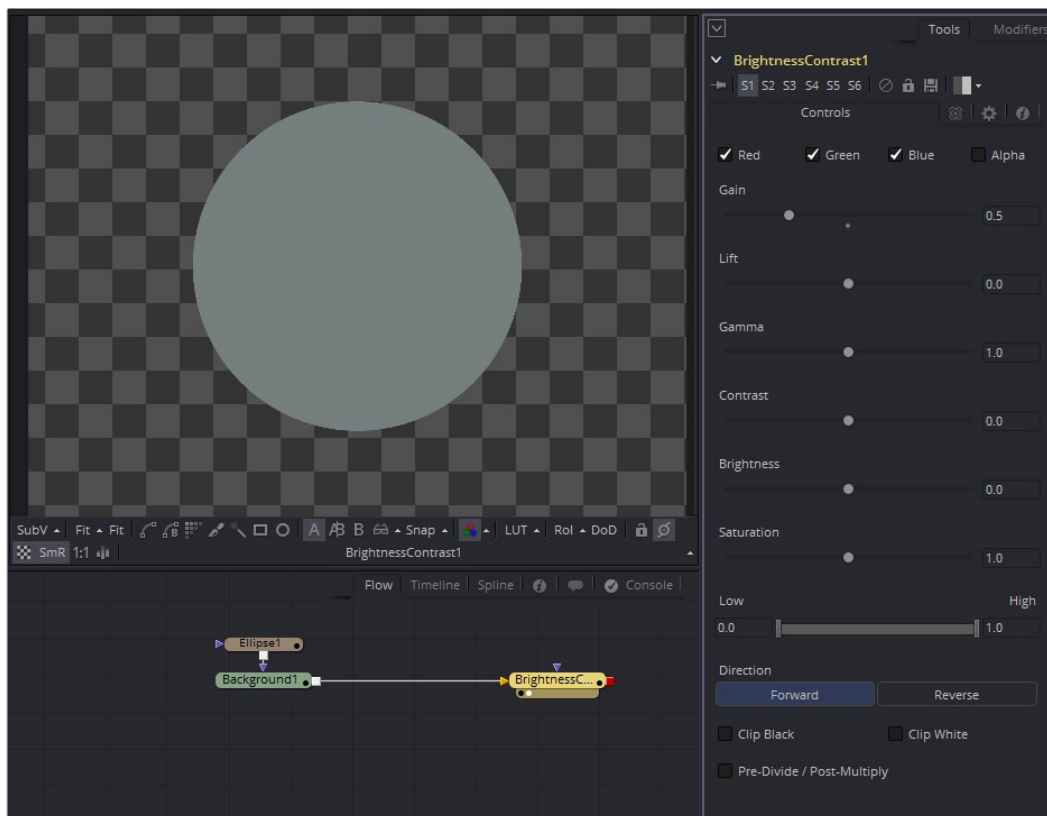 Tools Modifiers
BrightnessContrast1
S1 S2 S3 S4 S5 S6
Controls
Red Green Blue Alpha
Gain
0.5
Lift
0.0
Gamma
1.0
Contrast
0.0
Brightness
0.0
Saturation
1.0
Low High
0.0 1.0
Direction
Forward Reverse
Clip Black Clip White
Pre-Divide / Post-Multiply
SubV Fit Fit A B Snap LUT RoI DoD
SmR 1:1 BrightnessContrast1
Flow Timeline Spline Console
Ellipse1
Background1 BrightnessC...